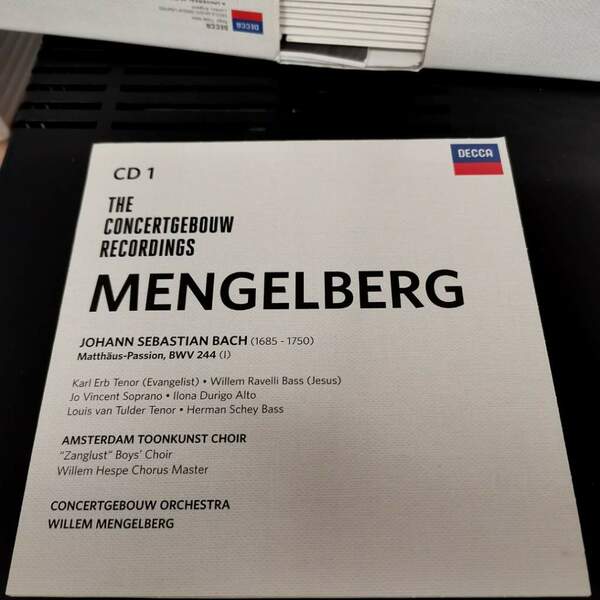 DECCA
CD 1
DECCA
THE
CONCERTGEBOUW
RECORDINGS
MENGELBERG
JOHANN SEBASTIAN BACH (1685 - 1750)
Matthäus-Passion, BWV 244 (I)
Karl Erb Tenor (Evangelist) • Willem Ravelli Bass (Jesus)
Jo Vincent Soprano • Ilona Durigo Alto
Louis van Tulder Tenor • Herman Schey Bass
AMSTERDAM TOONKUNST CHOIR
"Zanglust" Boys' Choir
Willem Hespe Chorus Master
CONCERTGEBOUW ORCHESTRA
WILLEM MENGELBERG